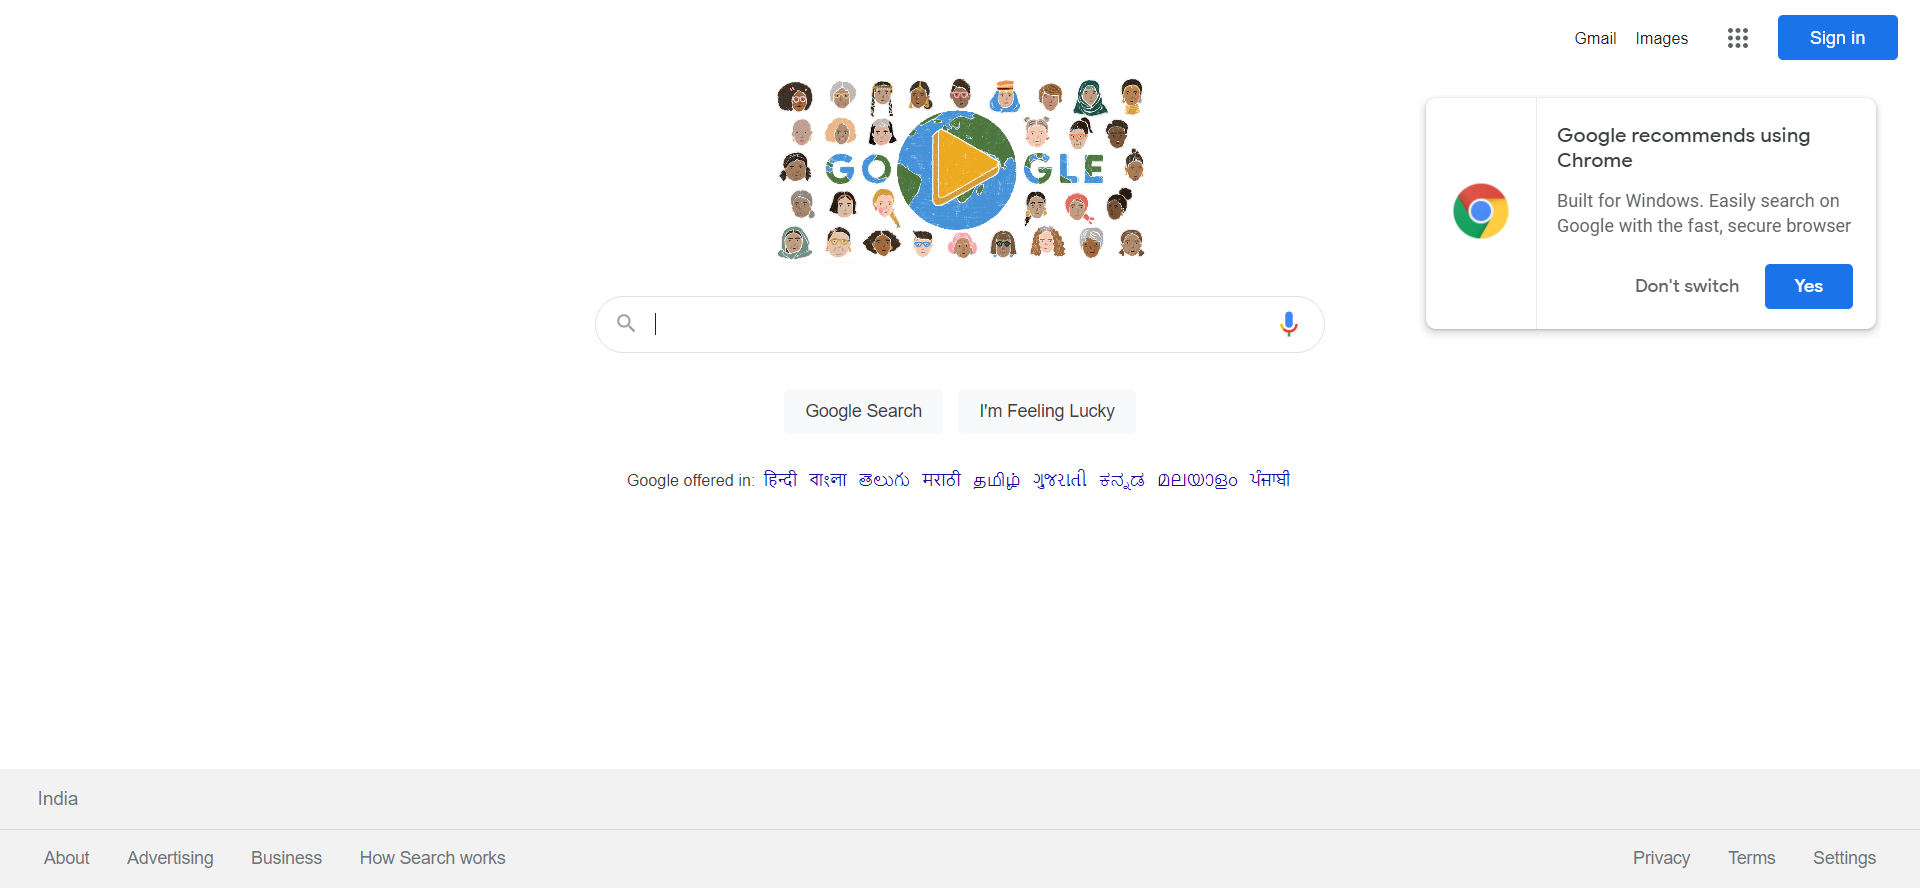 Gmail Images Sign in
GO GLE
Google recommends using
Chrome
Built for Windows. Easily search on
Google with the fast, secure browser
Don't switch Yes
Google Search I'm Feeling Lucky
Google offered in: हिन्दी বাংলা తెలుగు मराठी தமிழ் ગુજરાતી ಕನ್ನಡ മലയാളം ਪੰਜਾਬੀ
India
About Advertising Business How Search works Privacy Terms Settings